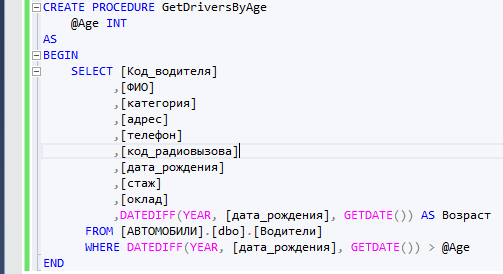 CREATE PROCEDURE GetDriversByAge
@Age INT
AS
BEGIN
SELECT [Код_водителя]
,[ФИО]
,[категория]
,[адрес]
,[телефон]
,[код_радиовызова]
,[дата_рождения]
,[стаж]
,[оклад]
,DATEDIFF(YEAR, [дата_рождения], GETDATE()) AS Возраст
FROM [АВТОМОБИЛИ].[dbo].[Водители]
WHERE DATEDIFF(YEAR, [дата_рождения], GETDATE()) > @Age
END